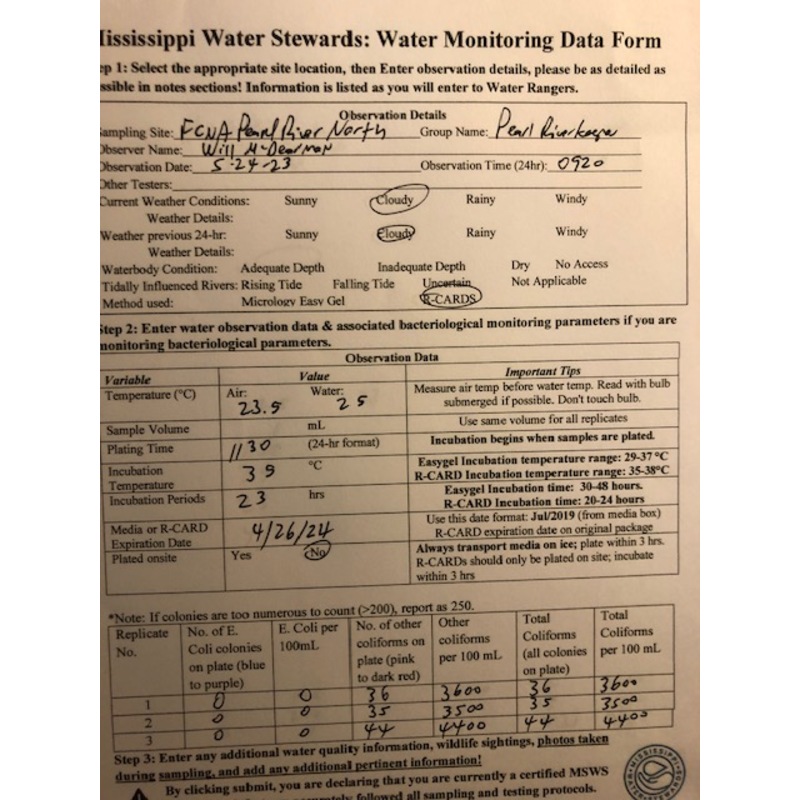 Mississippi Water Stewards: Water Monitoring Data Form
ep 1: Select the appropriate site location, then Enter observation details, please be as detailed as
ssible in notes sections! Information is listed as you will enter to Water Rangers.
Observation Details
Sampling Site: FCNA Pearl River North Group Name: Pearl Riverkeeper
Observer Name: Will McDearman
Observation Date: 5-24-23 Observation Time (24hr): 0920
Other Testers:
Current Weather Conditions: Sunny Cloudy Rainy Windy
Weather Details:
Weather previous 24-hr: Sunny Cloudy Rainy Windy
Weather Details:
Waterbody Condition: Adequate Depth Inadequate Depth Dry No Access
Tidally Influenced Rivers: Rising Tide Falling Tide Uncertain Not Applicable
Method used: Micrology Easy Gel R-CARDS
Step 2: Enter water observation data & associated bacteriological monitoring parameters if you are
monitoring bacteriological parameters.
Observation Data
Variable Value Important Tips
Temperature (°C) Air: 23.5 Water: 25 Measure air temp before water temp. Read with bulb
submerged if possible. Don't touch bulb.
Sample Volume mL Use same volume for all replicates
Plating Time 1130 (24-hr format) Incubation begins when samples are plated.
Incubation
Temperature 35 °C Easygel Incubation temperature range: 29-37 °C
R-CARD Incubation temperature range: 35-38°C
Incubation Periods 23 hrs Easygel Incubation time: 30-48 hours.
R-CARD Incubation time: 20-24 hours
Media or R-CARD
Expiration Date 4/26/24 Use this date format: Jul/2019 (from media box)
R-CARD expiration date on original package
Plated onsite Yes No Always transport media on ice; plate within 3 hrs.
R-CARDs should only be plated on site; incubate
within 3 hrs
*Note: If colonies are too numerous to count (>200), report as 250.
Replicate
No.
No. of E.
Coli colonies
on plate (blue
to purple)
E. Coli per
100mL
No. of other
coliforms on
plate (pink
to dark red)
Other
coliforms
per 100 mL
Total
Coliforms
(all colonies
on plate)
Total
Coliforms
per 100 mL
1 0 0 36 3600 36 3600
2 0 0 35 3500 35 3500
3 0 0 44 4400 44 4400
Step 3: Enter any additional water quality information, wildlife sightings, photos taken
during sampling, and add any additional pertinent information!
By clicking submit, you are declaring that you are currently a certified MSWS
followed all sampling and testing protocols.